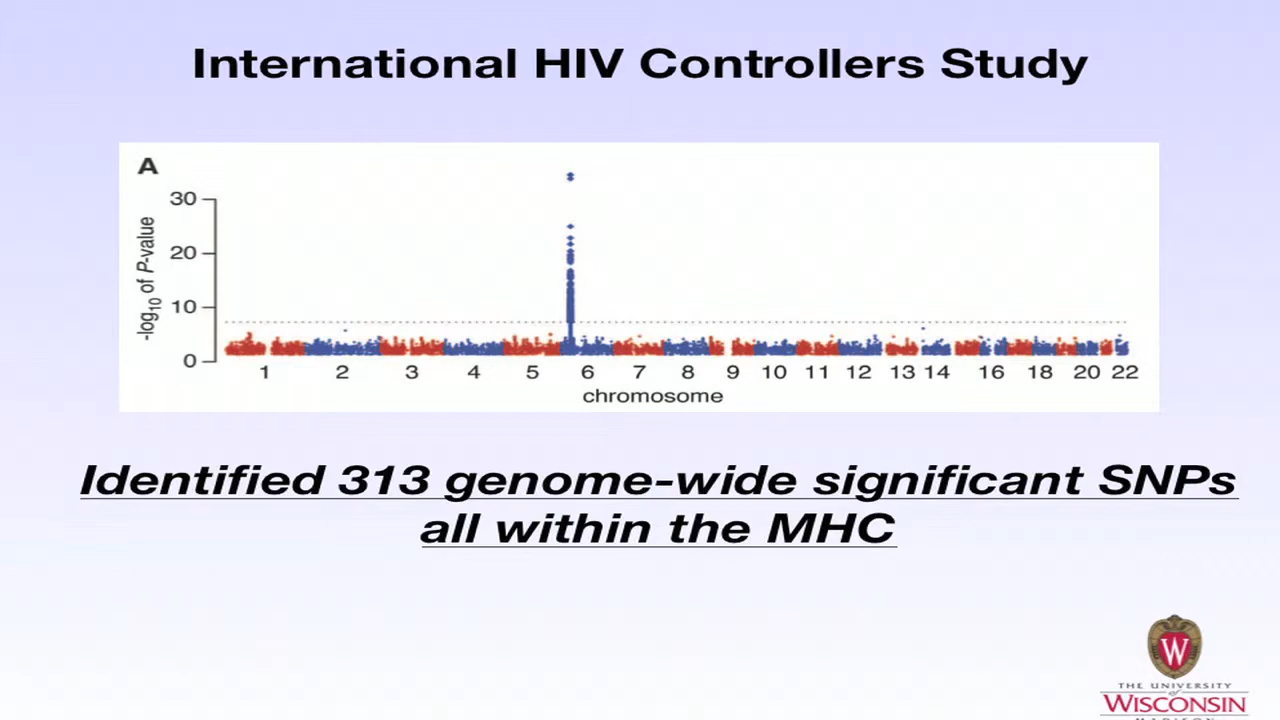 International HIV Controllers Study
A
30
20
10
0
-log10 of P-value
1 2 3 4 5 6 7 8 9 10 11 12 13 14 16 18 20 22
chromosome
Identified 313 genome-wide significant SNPs
all within the MHC
W
THE UNIVERSITY
of
WISCONSIN
MADISON